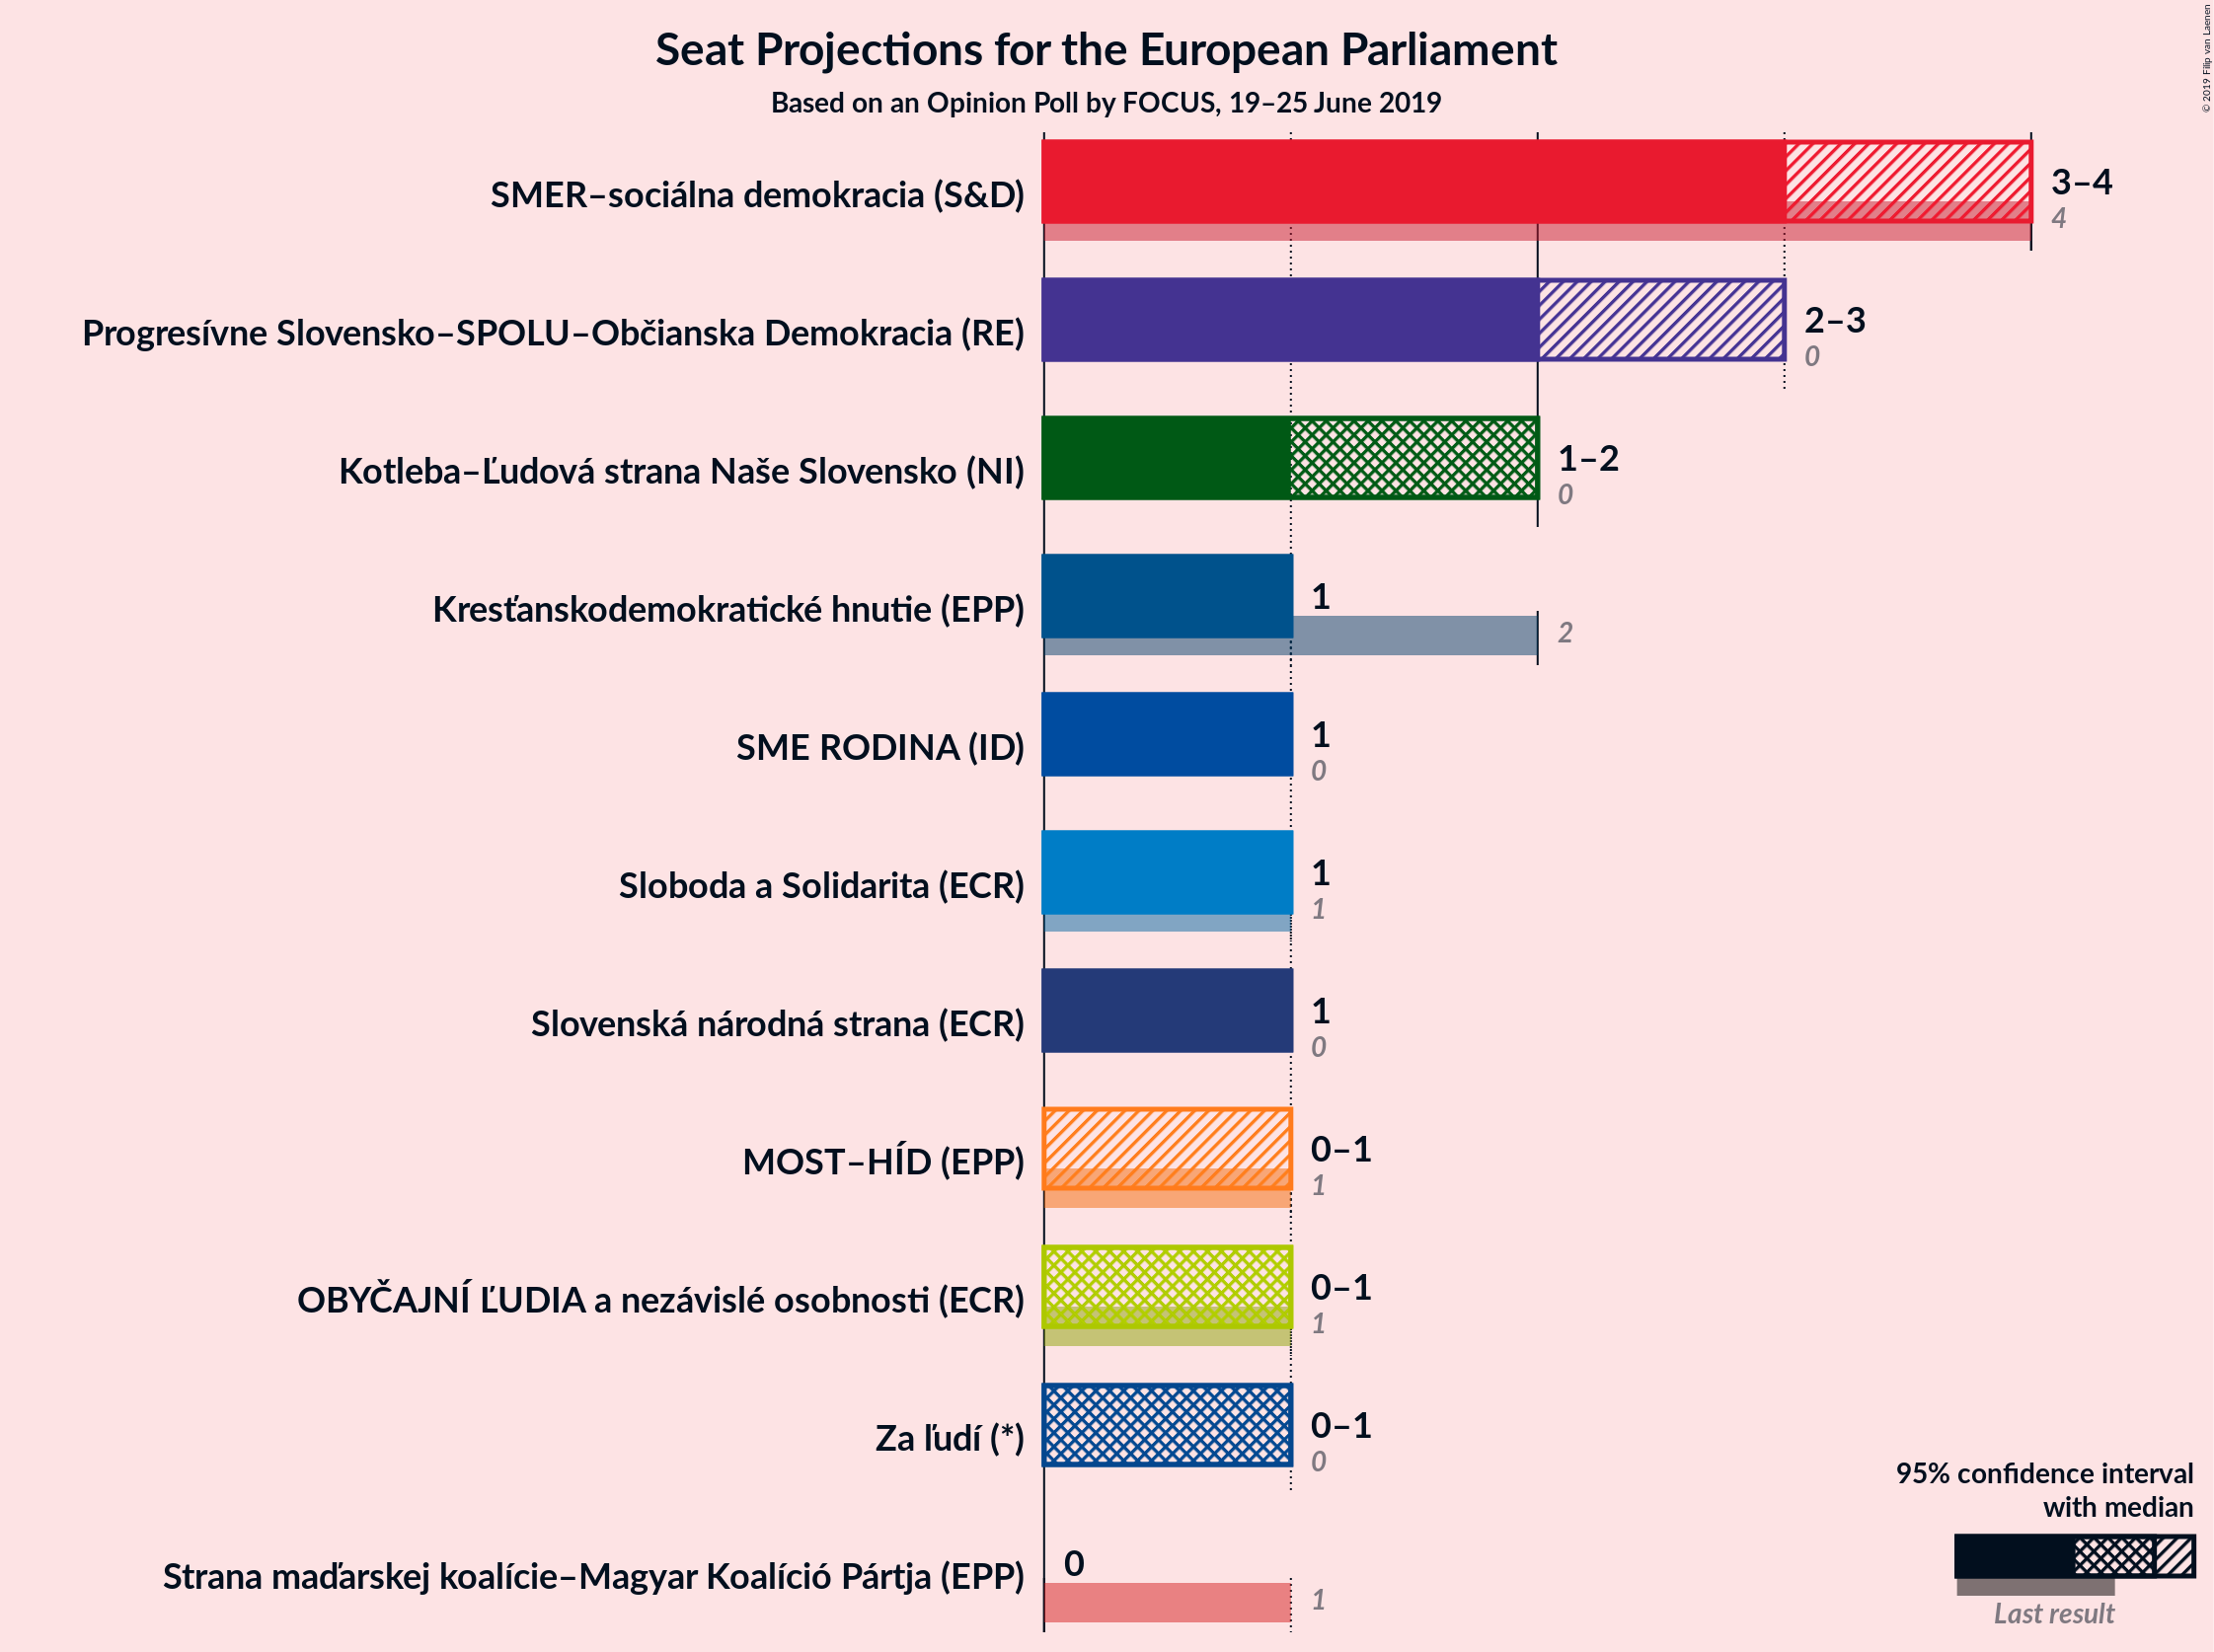 Seat Projections for the European Parliament
Based on an Opinion Poll by FOCUS, 19–25 June 2019
© 2019 Filip van Laenen
SMER–sociálna demokracia (S&D)
3–4
4
Progresívne Slovensko–SPOLU–Občianska Demokracia (RE)
2–3
0
Kotleba–Ľudová strana Naše Slovensko (NI)
1–2
0
Kresťanskodemokratické hnutie (EPP)
1
2
SME RODINA (ID)
1
0
Sloboda a Solidarita (ECR)
1
1
Slovenská národná strana (ECR)
1
0
MOST–HÍD (EPP)
0–1
1
OBYČAJNÍ ĽUDIA a nezávislé osobnosti (ECR)
0–1
1
Za ľudí (*)
0–1
0
Strana maďarskej koalície–Magyar Koalíció Pártja (EPP)
0
1
95% confidence interval
with median
Last result